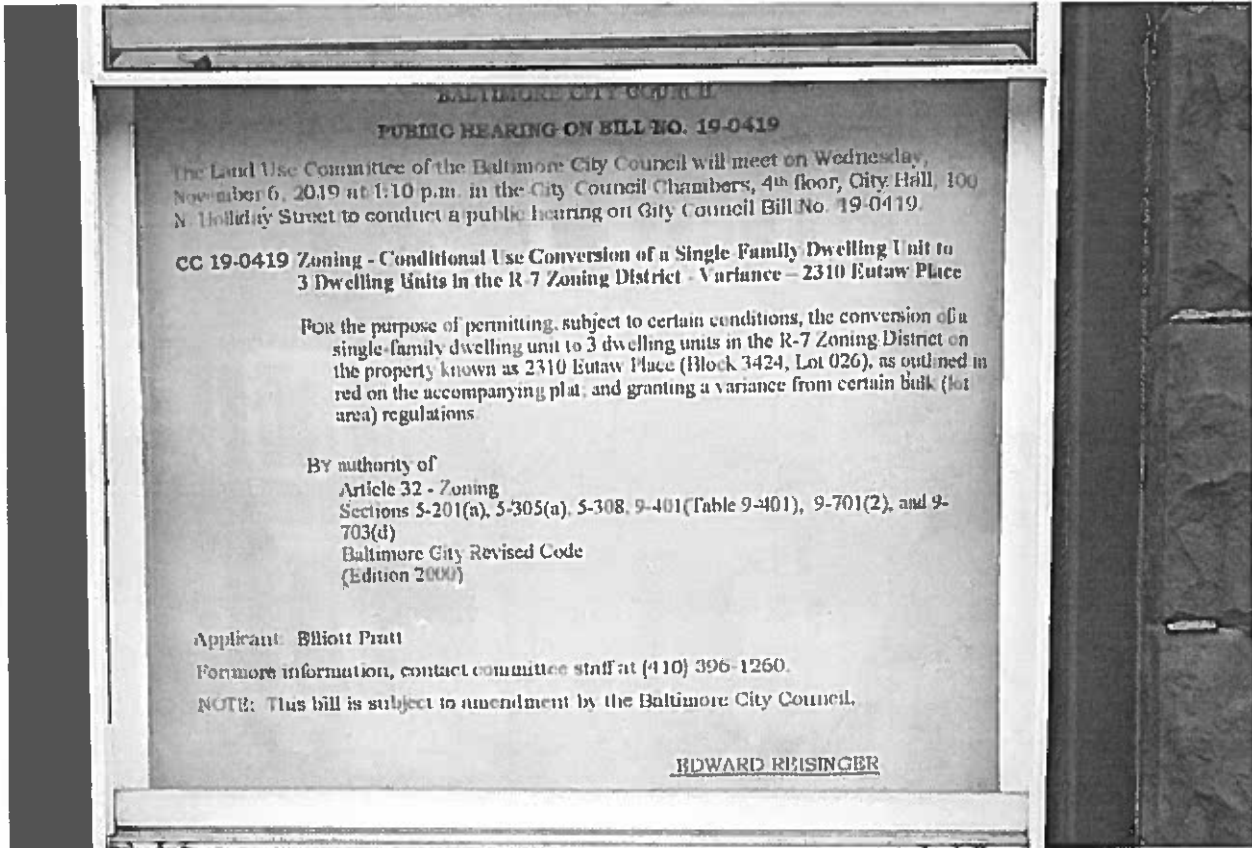 BALTIMORE CITY COUNCIL
PUBLIC HEARING ON BILL NO. 19-0419
The Land Use Committee of the Baltimore City Council will meet on Wednesday,
November 6, 2019 at 1:10 p.m. in the City Council Chambers, 4th floor, City Hall, 100
N. Holliday Street to conduct a public hearing on City Council Bill No. 19-0419.
CC 19-0419 Zoning - Conditional Use Conversion of a Single Family Dwelling Unit to
3 Dwelling Units in the R-7 Zoning District - Variance – 2310 Eutaw Place
FOR the purpose of permitting, subject to certain conditions, the conversion of a
single-family dwelling unit to 3 dwelling units in the R-7 Zoning District on
the property known as 2310 Eutaw Place (Block 3424, Lot 026), as outlined in
red on the accompanying plat; and granting a variance from certain bulk (lot
area) regulations.
BY authority of
Article 32 - Zoning
Sections 5-201(a), 5-305(a), 5-308, 9-401(Table 9-401), 9-701(2), and 9-
703(d)
Baltimore City Revised Code
(Edition 2000)
Applicant: Elliott Pratt
For more information, contact committee staff at (410) 396-1260.
NOTE: This bill is subject to amendment by the Baltimore City Council.
EDWARD REISINGER